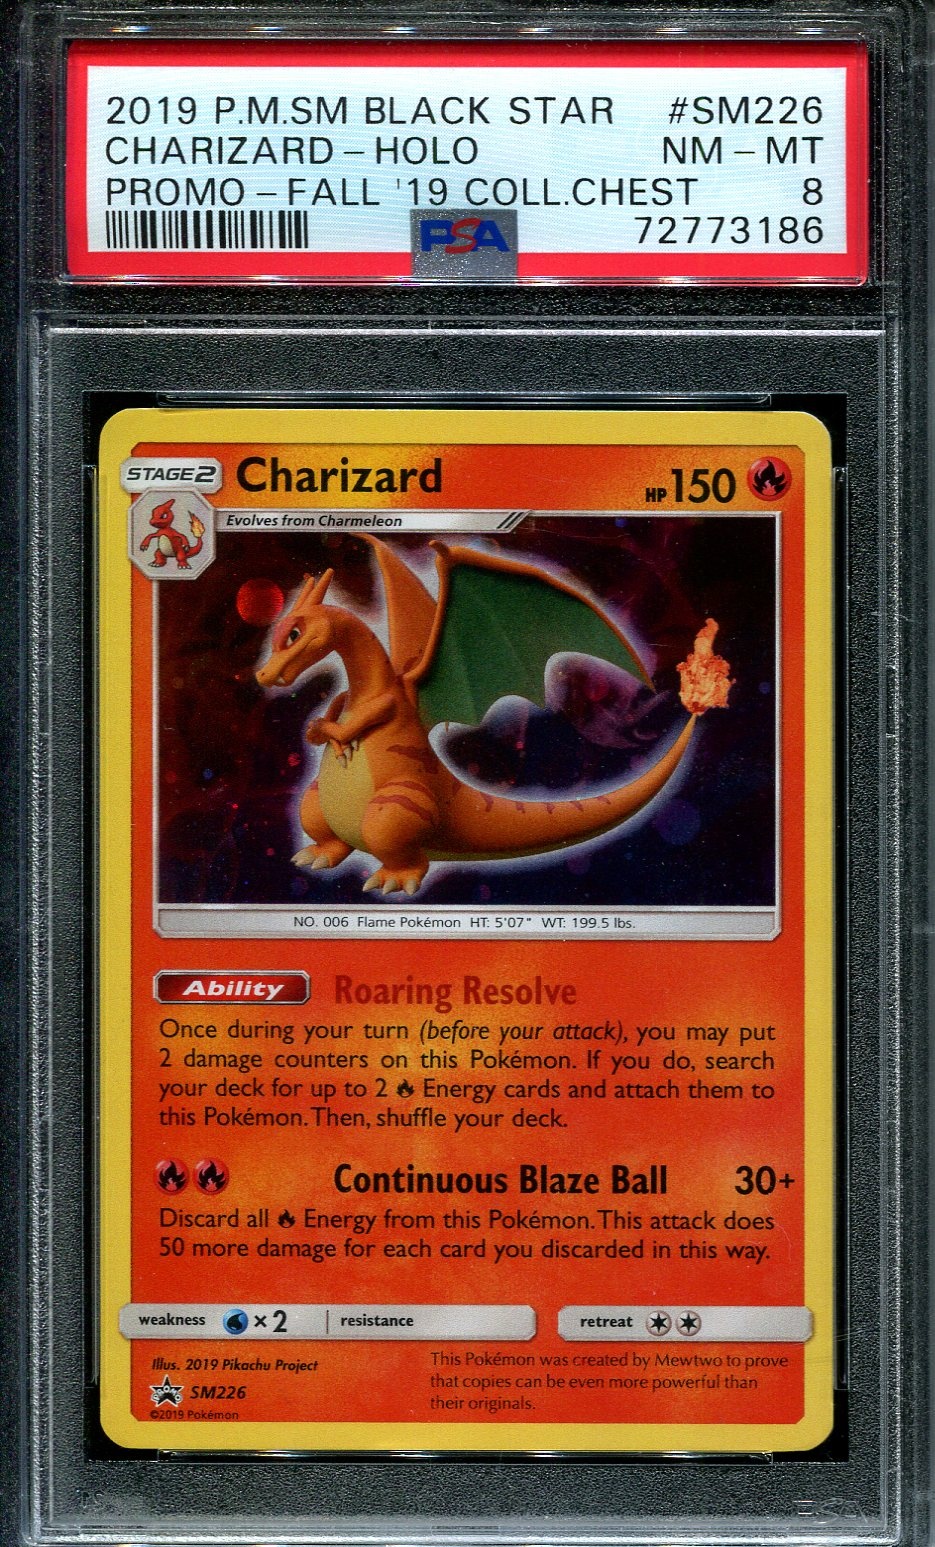 2019 P.M.SM BLACK STAR #SM226
CHARIZARD - HOLO NM - MT
PROMO - FALL '19 COLL.CHEST 8
PSA 72773186
STAGE 2 Charizard HP 150
Evolves from Charmeleon
NO. 006 Flame Pokémon HT: 5'07" WT: 199.5 lbs.
Ability Roaring Resolve
Once during your turn (before your attack), you may put
2 damage counters on this Pokémon. If you do, search
your deck for up to 2 Energy cards and attach them to
this Pokémon. Then, shuffle your deck.
Continuous Blaze Ball 30+
Discard all Energy from this Pokémon. This attack does
50 more damage for each card you discarded in this way.
weakness ×2 resistance retreat
Illus. 2019 Pikachu Project
SM226
©2019 Pokémon
This Pokémon was created by Mewtwo to prove
that copies can be even more powerful than
their originals.
PSA